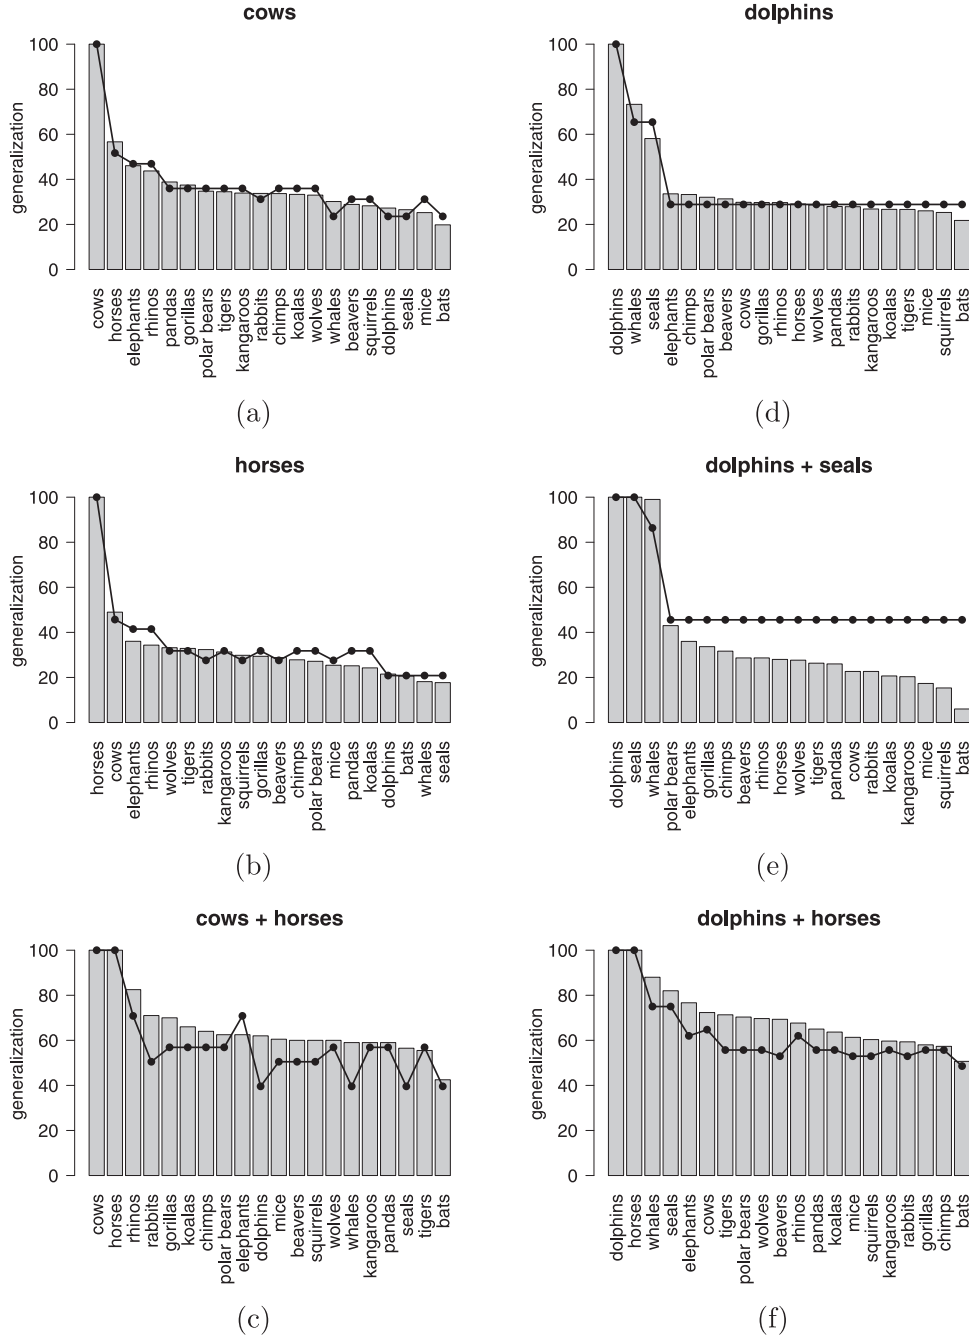 cows
generalization
100
80
60
40
20
0
cows
horses
elephants
rhinos
pandas
gorillas
polar bears
tigers
kangaroos
rabbits
chimps
koalas
wolves
whales
beavers
squirrels
dolphins
seals
mice
bats
(a)
dolphins
generalization
100
80
60
40
20
0
dolphins
whales
seals
elephants
chimps
polar bears
beavers
cows
gorillas
rhinos
horses
wolves
pandas
rabbits
kangaroos
koalas
tigers
mice
squirrels
bats
(d)
horses
generalization
100
80
60
40
20
0
horses
cows
elephants
rhinos
wolves
tigers
rabbits
kangaroos
squirrels
gorillas
beavers
chimps
polar bears
mice
pandas
koalas
dolphins
bats
whales
seals
(b)
dolphins + seals
generalization
100
80
60
40
20
0
dolphins
seals
whales
polar bears
elephants
gorillas
chimps
beavers
rhinos
horses
wolves
tigers
pandas
cows
rabbits
koalas
kangaroos
mice
squirrels
bats
(e)
cows + horses
generalization
100
80
60
40
20
0
cows
horses
rhinos
rabbits
gorillas
koalas
chimps
polar bears
elephants
dolphins
mice
beavers
squirrels
wolves
whales
kangaroos
pandas
seals
tigers
bats
(c)
dolphins + horses
generalization
100
80
60
40
20
0
dolphins
horses
whales
seals
elephants
cows
tigers
polar bears
wolves
beavers
rhinos
pandas
koalas
mice
squirrels
kangaroos
rabbits
gorillas
chimps
bats
(f)